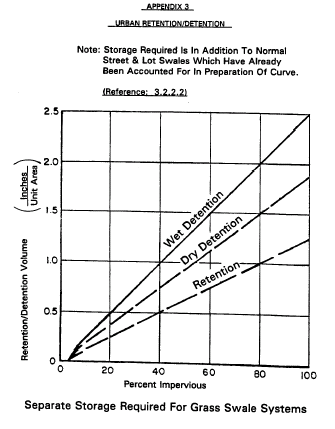 APPENDIX 3
URBAN RETENTION/DETENTION
Note: Storage Required Is In Addition To Normal
Street & Lot Swales Which Have Already
Been Accounted For In Preparation Of Curve.
(Reference: 3.2.2.2)
2.5
2.0
1.5
1.0
0.5
0
Retention/Detention Volume
(Inches
Unit Area)
Wet Detention
Dry Detention
Retention
0 20 40 60 80 100
Percent Impervious
Separate Storage Required For Grass Swale Systems